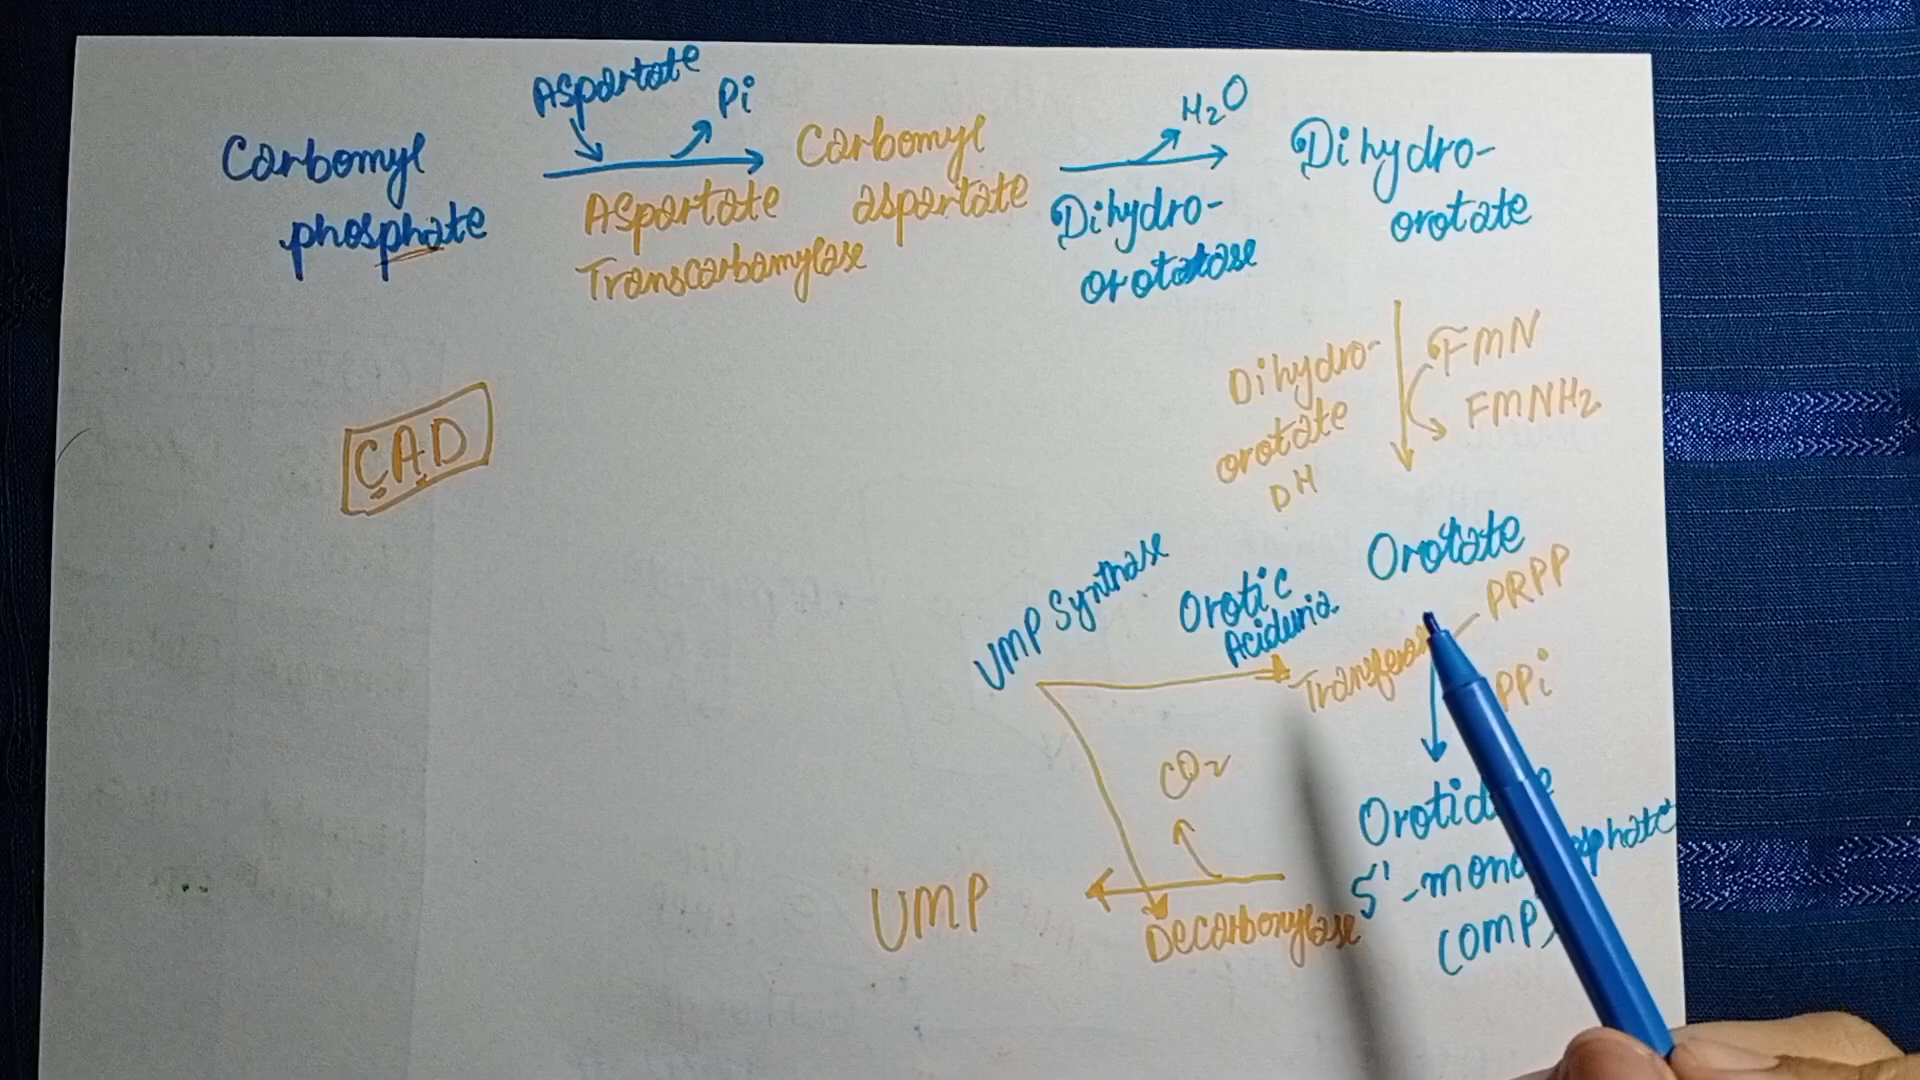 Aspartate
Pi
H2O
Carbomyl
phosphate
Aspartate
Transcarbamylase
Carbomyl
aspartate
Dihydro-
orotatase
Dihydro-
orotate
Dihydro-
orotate
DH
FMN
FMNH2
CAD
Orotate
PRPP
PPi
UMP Synthase
Orotic
Aciduria
CO2
5'-mono
(OMP)
UMP
Decarboxylase